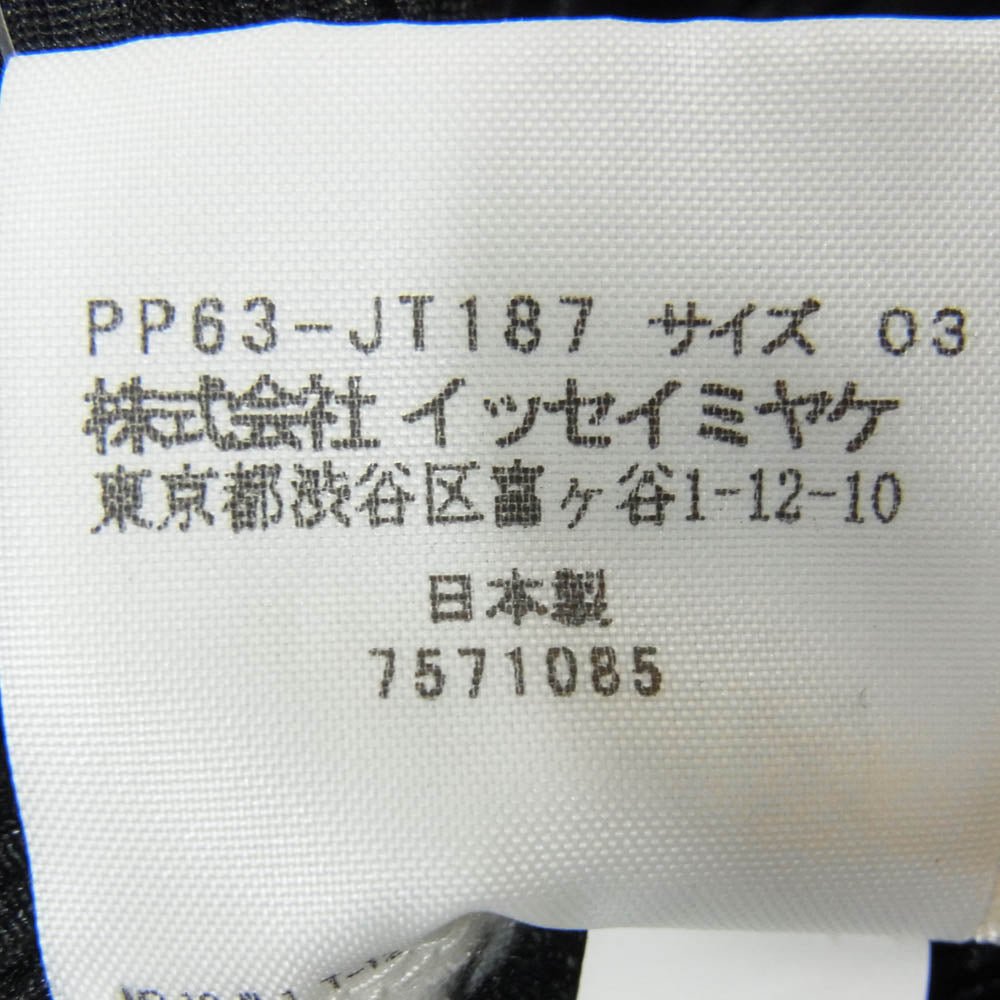 PP63-JT187 サイズ 03
株式会社イッセイミヤケ
東京都渋谷区富ヶ谷1-12-10
日本製
7571085